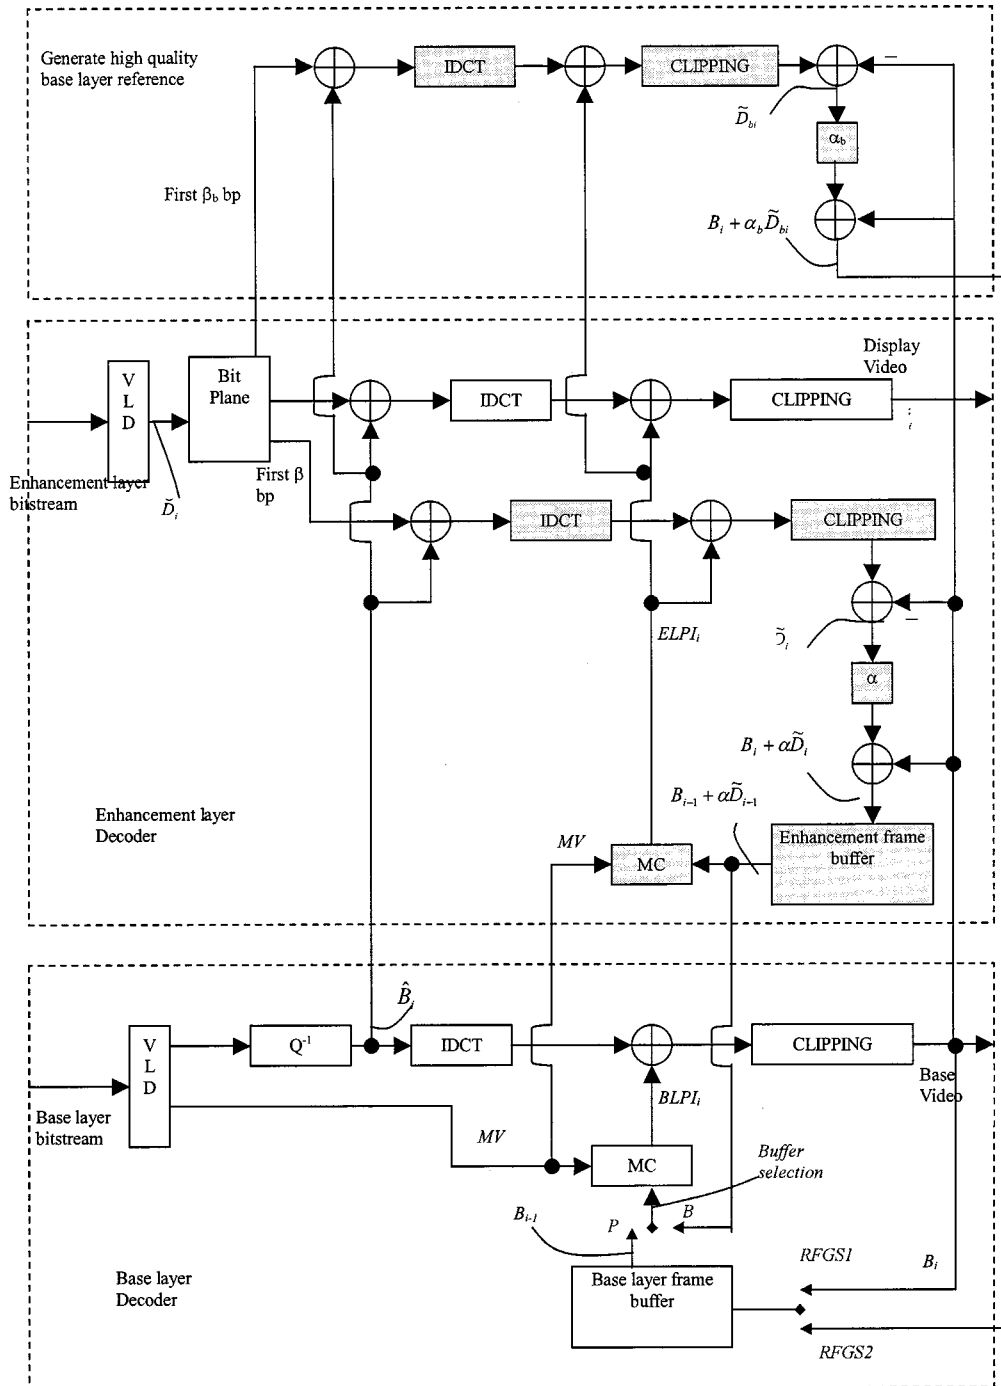 Generate high quality
base layer reference
IDCT
CLIPPING
−
D̃bi
αb
First βb bp
Bi + αb D̃bi
Display
Video
V
L
D
Bit
Plane
IDCT
CLIPPING
i
Enhancement layer
bitstream
D̆i
First β
bp
IDCT
CLIPPING
−
ELPIi
α
Bi + αD̃i
Bi−1 + αD̃i−1
Enhancement layer
Decoder
MV
MC
Enhancement frame
buffer
B̂i
V
L
D
Q-1
IDCT
CLIPPING
Base
Video
Base layer
bitstream
BLPIi
MV
MC
Buffer
selection
Bi-1
P
B
RFGS1
Bi
Base layer
Decoder
Base layer frame
buffer
RFGS2